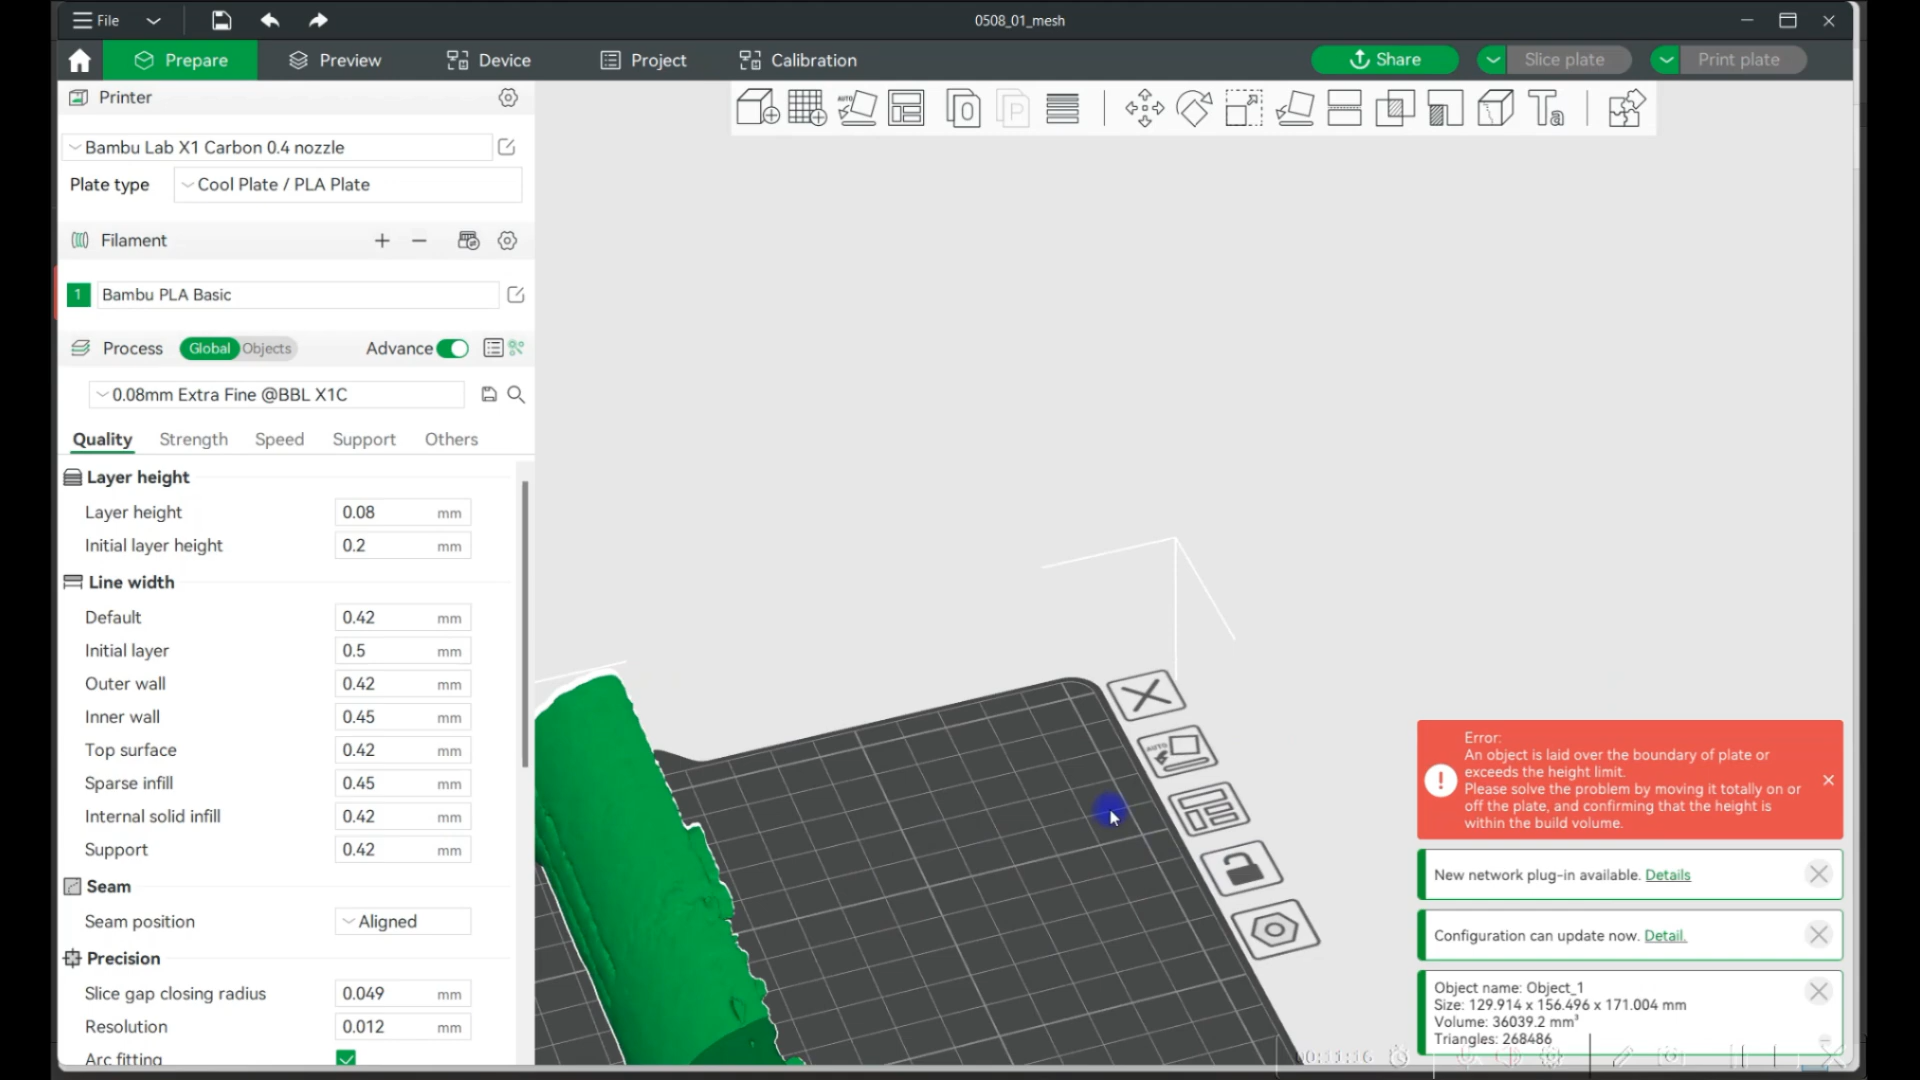 File
0508_01_mesh
Prepare
Preview
Device
Project
Calibration
Share
Slice plate
Print plate
Printer
Bambu Lab X1 Carbon 0.4 nozzle
Plate type
Cool Plate / PLA Plate
Filament
1
Bambu PLA Basic
Process
Global
Objects
Advance
0.08mm Extra Fine @BBL X1C
Quality
Strength
Speed
Support
Others
Layer height
Layer height 0.08 mm
Initial layer height 0.2 mm
Line width
Default 0.42 mm
Initial layer 0.5 mm
Outer wall 0.42 mm
Inner wall 0.45 mm
Top surface 0.42 mm
Sparse infill 0.45 mm
Internal solid infill 0.42 mm
Support 0.42 mm
Seam
Seam position Aligned
Precision
Slice gap closing radius 0.049 mm
Resolution 0.012 mm
Arc fitting
AUTO
O
P
Ta
AUTO
Error:
An object is laid over the boundary of plate or
exceeds the height limit.
Please solve the problem by moving it totally on or
off the plate, and confirming that the height is
within the build volume.
New network plug-in available. Details
Configuration can update now. Detail.
Object name: Object_1
Size: 129.914 x 156.496 x 171.004 mm
Volume: 36039.2 mm³
Triangles: 268486
00:11:16